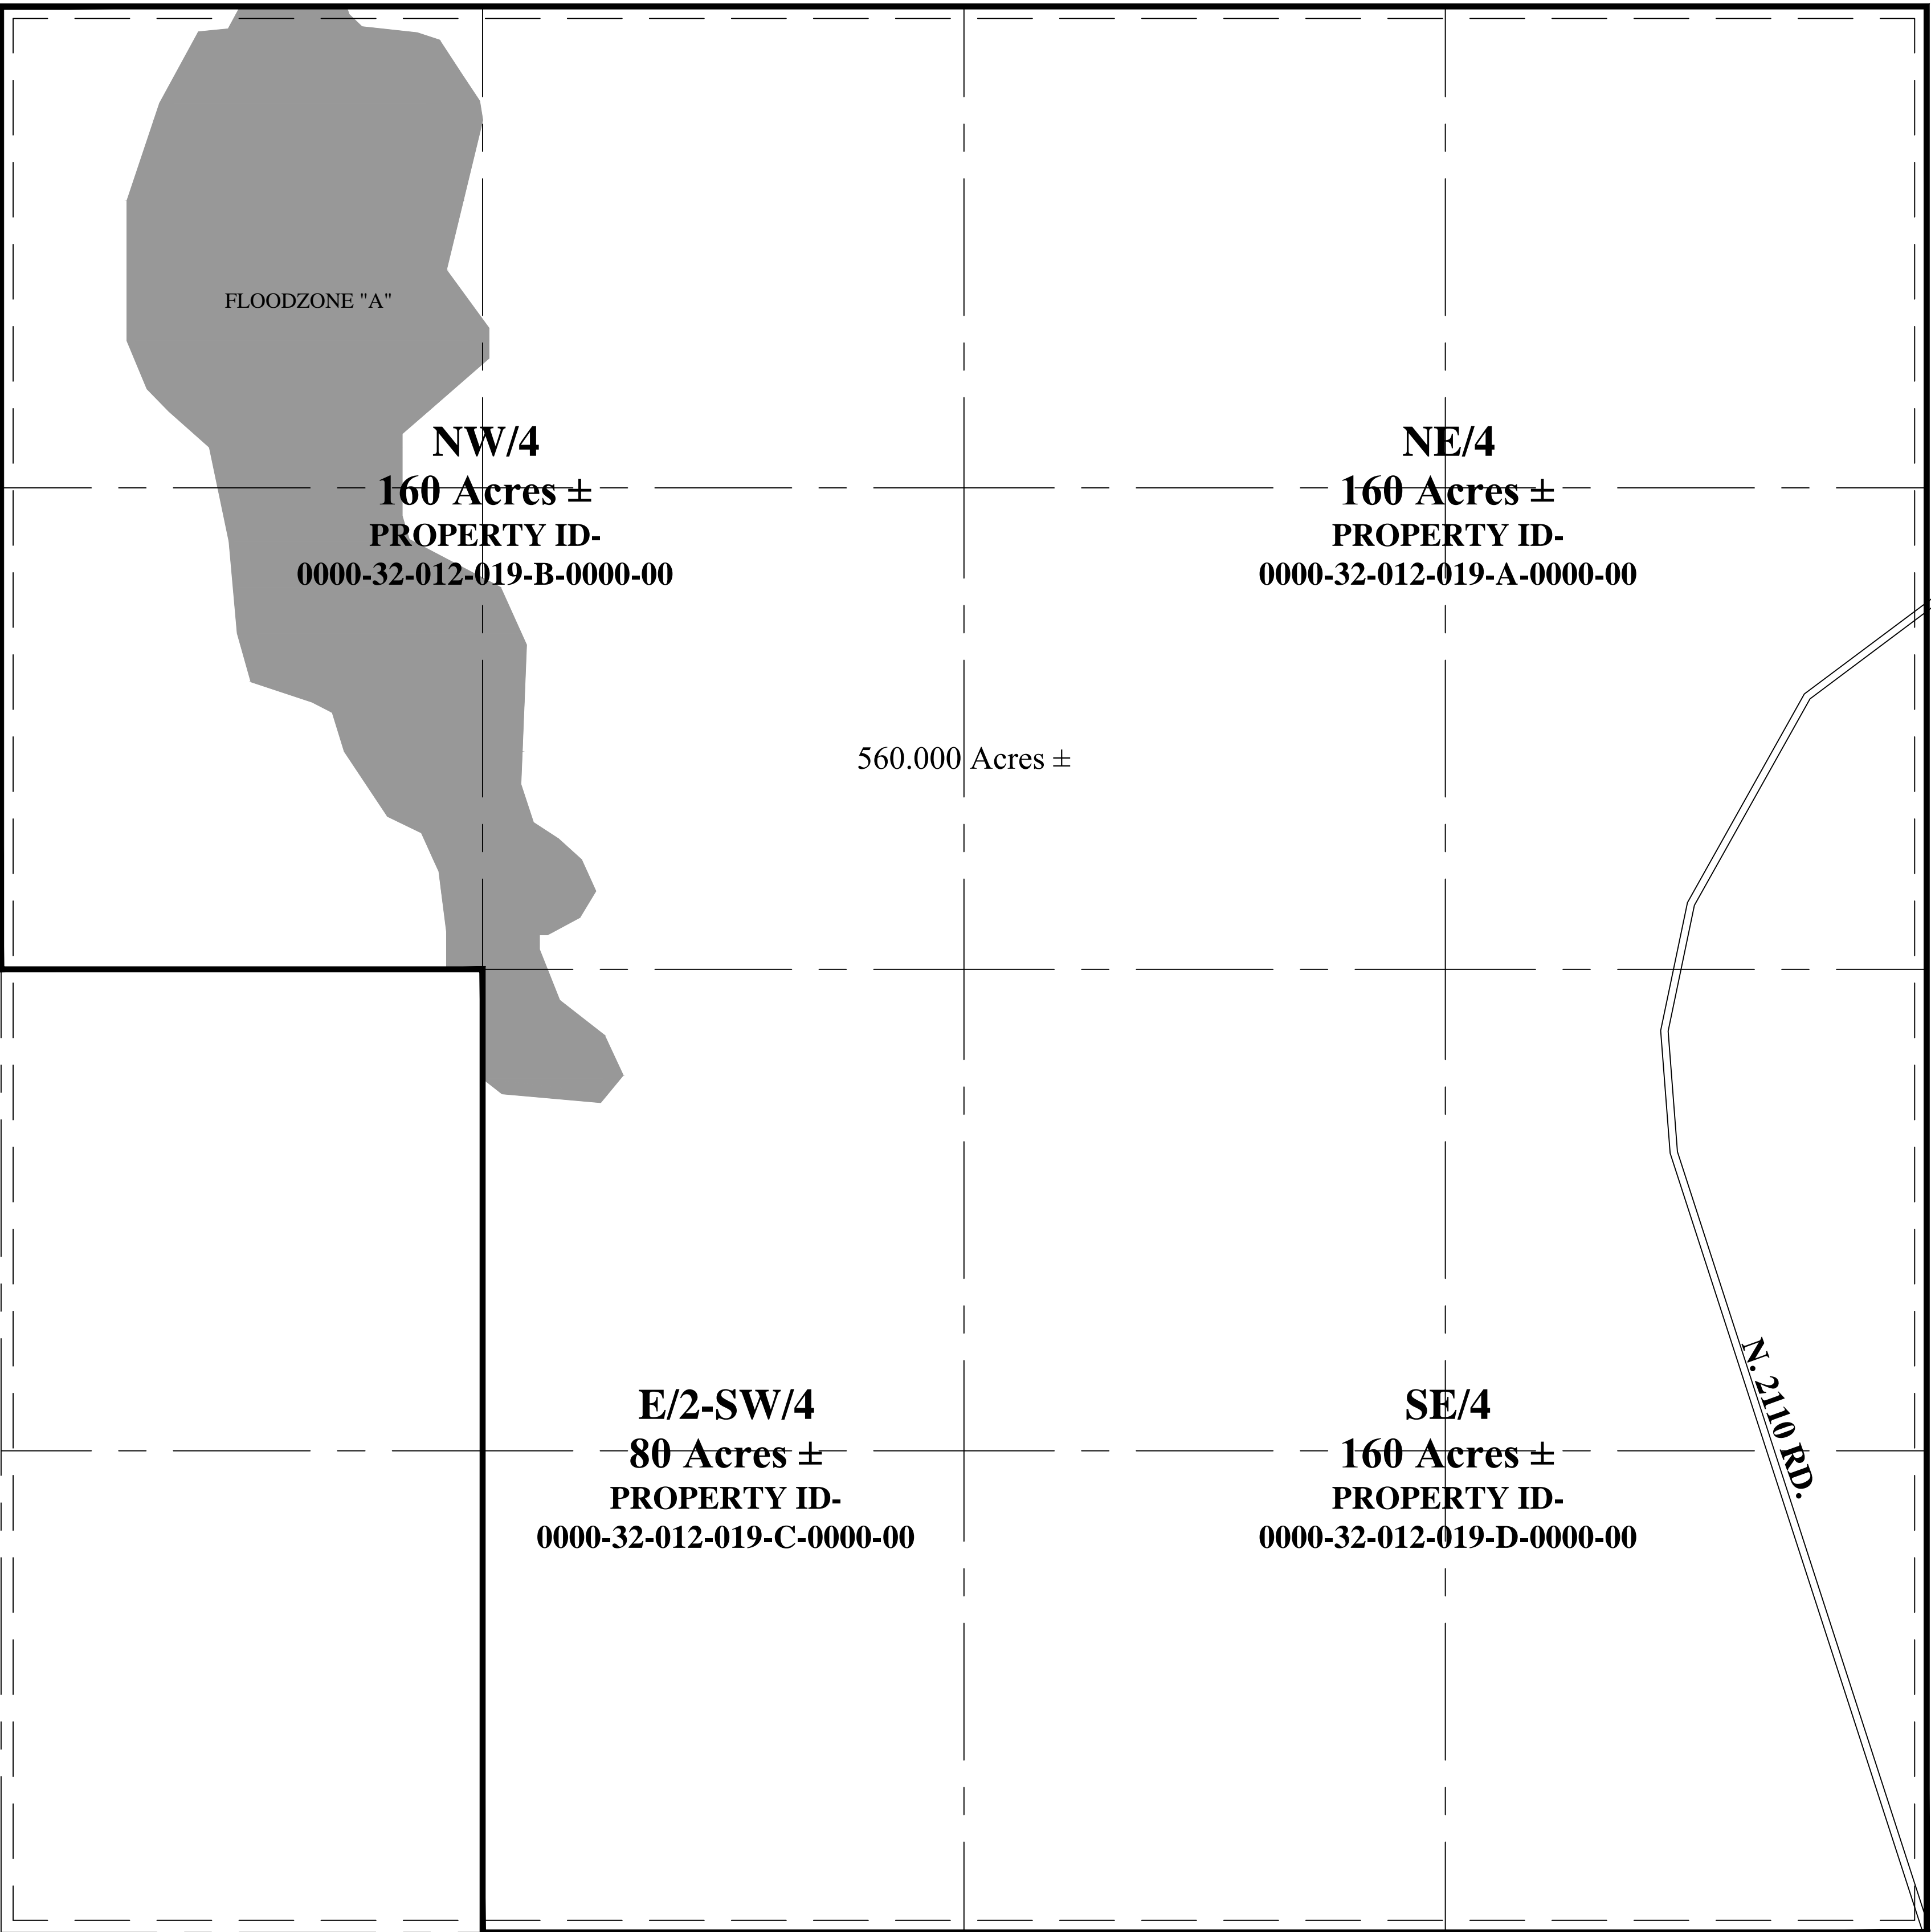 FLOODZONE "A"
NW/4
160 Acres ±
PROPERTY ID-
0000-32-012-019-B-0000-00
NE/4
160 Acres ±
PROPERTY ID-
0000-32-012-019-A-0000-00
560.000 Acres ±
E/2-SW/4
80 Acres ±
PROPERTY ID-
0000-32-012-019-C-0000-00
SE/4
160 Acres ±
PROPERTY ID-
0000-32-012-019-D-0000-00
N. 2110 RD.